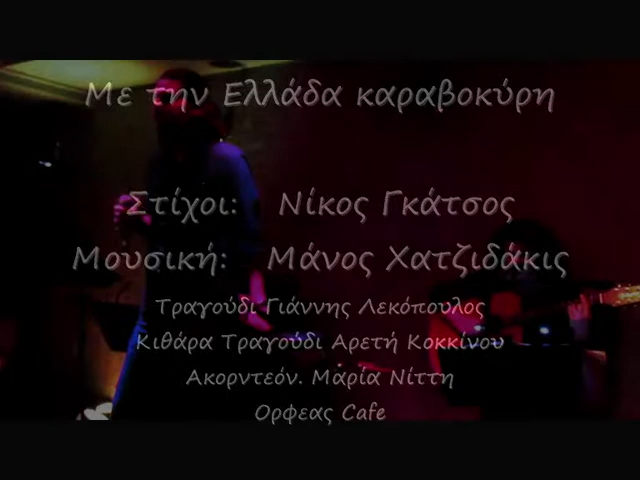 Με την Ελλάδα καραβοκύρη
Στίχοι: Νίκος Γκάτσος
Μουσική: Μάνος Χατζιδάκις
Τραγούδι Γιάννης Λεκόπουλος
Κιθάρα Τραγούδι Αρετή Κοκκίνου
Ακορντεόν. Μαρία Νίττη
Ορφεας Cafe